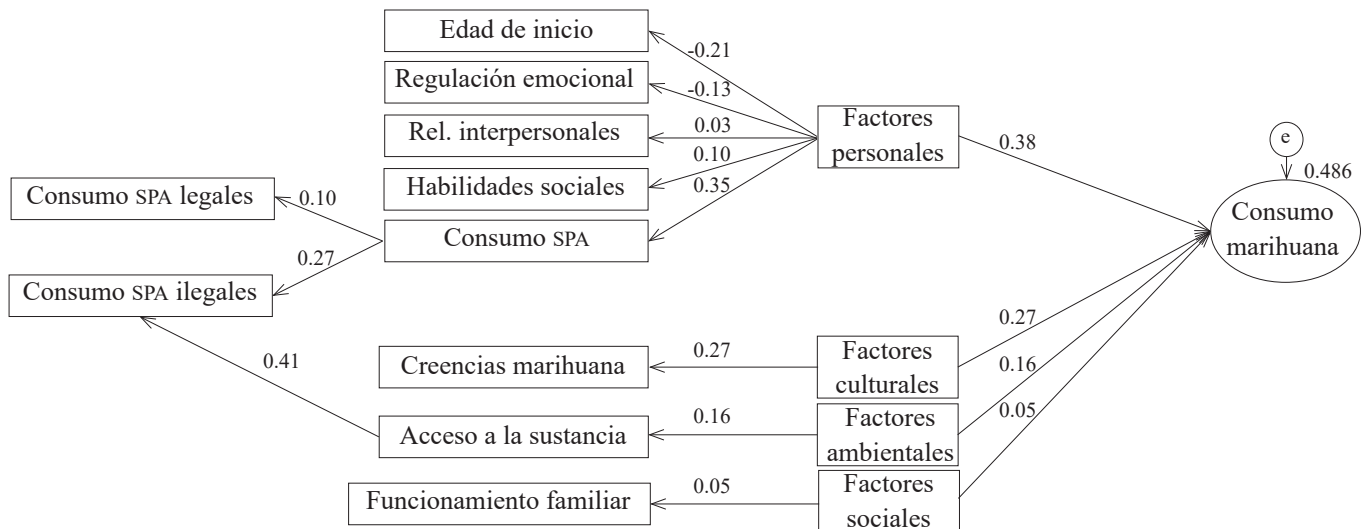 Edad de inicio
-0.21
Regulación emocional
-0.13
Rel. interpersonales
0.03
Factores
personales
0.38
e
0.486
Habilidades sociales
0.10
0.35
Consumo SPA legales
0.10
Consumo SPA
Consumo
marihuana
0.27
Consumo SPA ilegales
0.41
Creencias marihuana
0.27
Factores
culturales
0.27
Acceso a la sustancia
0.16
Factores
ambientales
0.16
Funcionamiento familiar
0.05
Factores
sociales
0.05